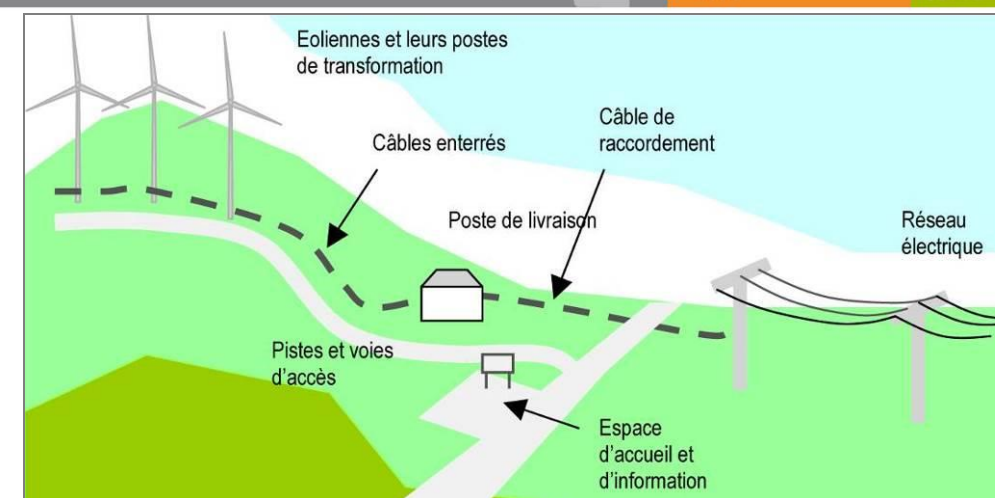 Eoliennes et leurs postes
de transformation
Câbles enterrés
Câble de
raccordement
Poste de livraison
Réseau
électrique
Pistes et voies
d'accès
Espace
d'accueil et
d'information